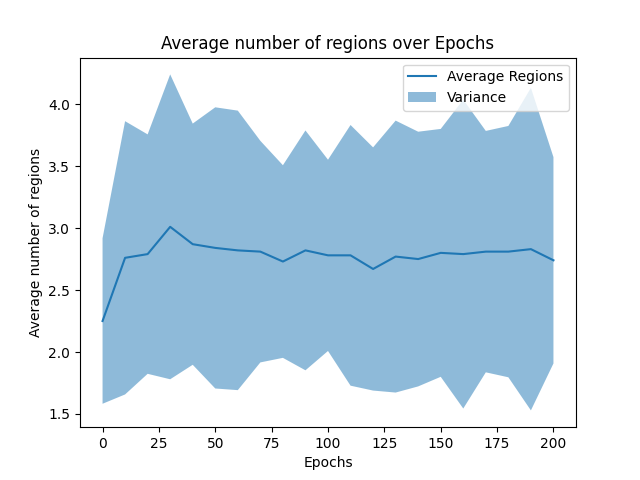 Average number of regions over Epochs
Average Regions
Variance
Average number of regions
4.0
3.5
3.0
2.5
2.0
1.5
0 25 50 75 100 125 150 175 200
Epochs